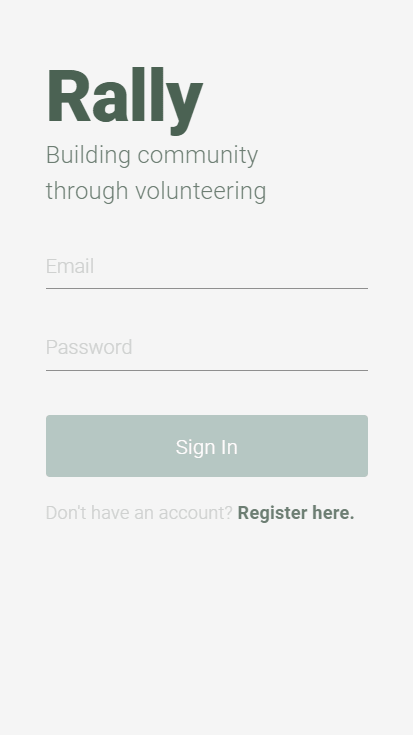 Rally
Building community
through volunteering
Email
Password
Sign In
Don't have an account? Register here.